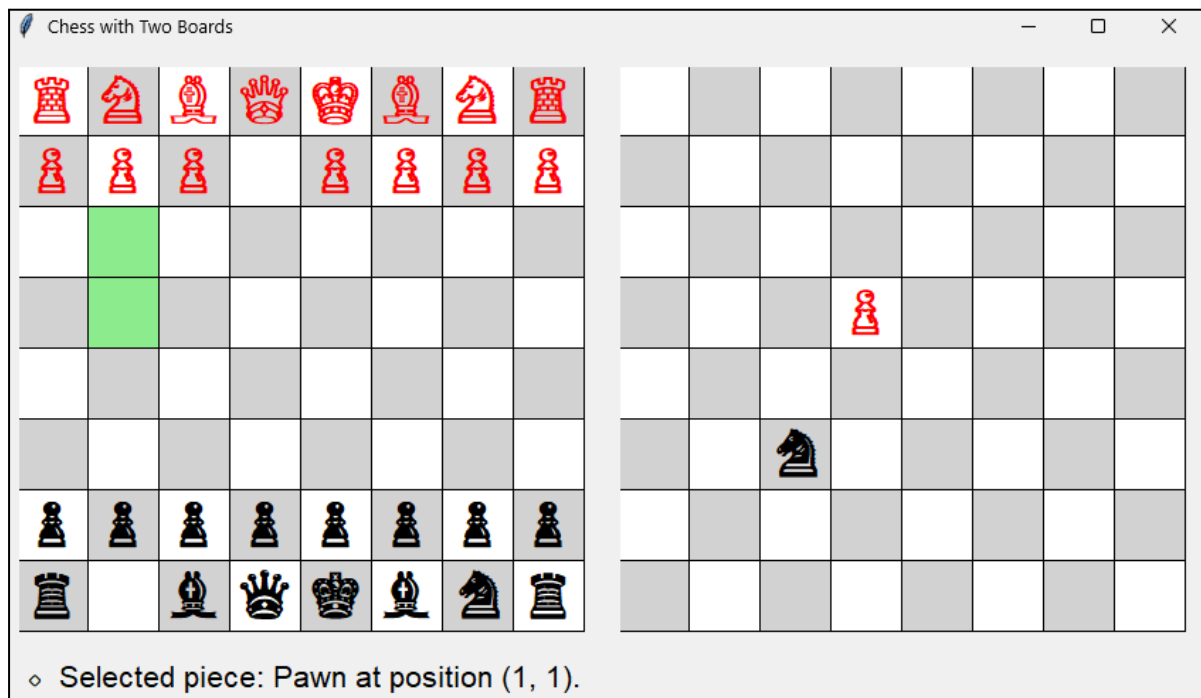 Chess with Two Boards
⋄ Selected piece: Pawn at position (1, 1).